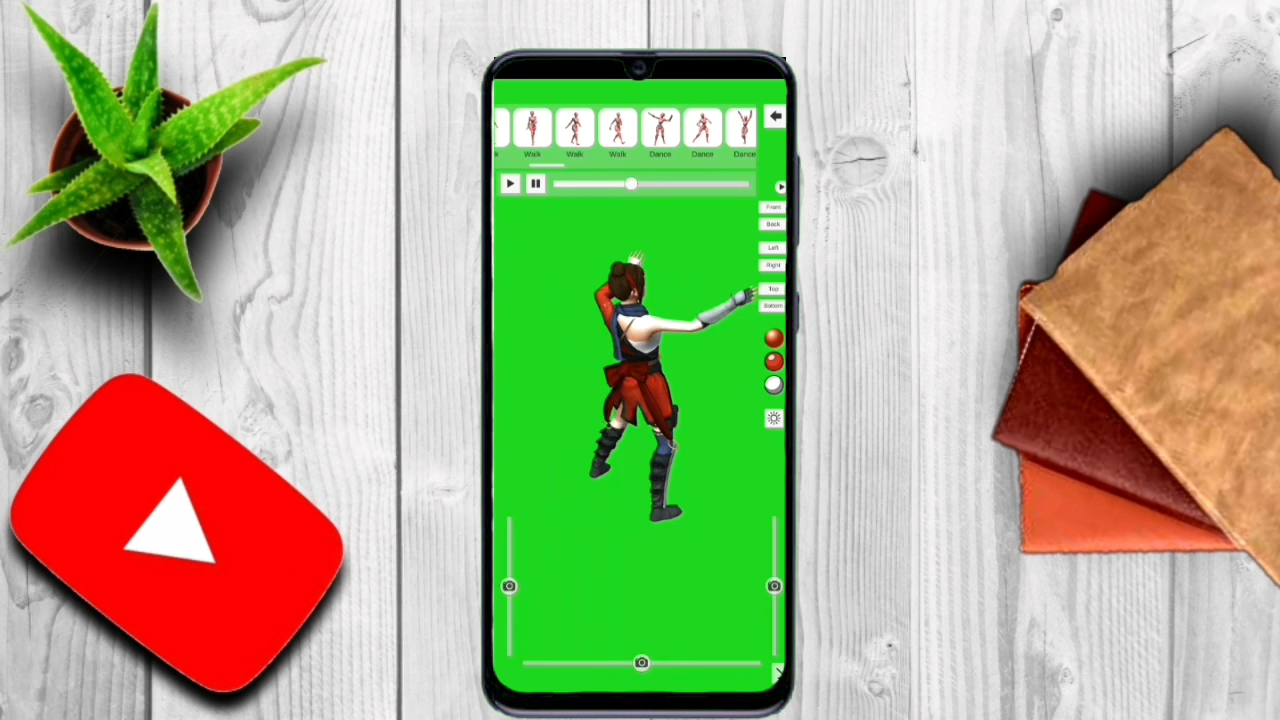 k Walk Walk Walk Dance Dance Dance
Front
Back
Left
Right
Top
Bottom